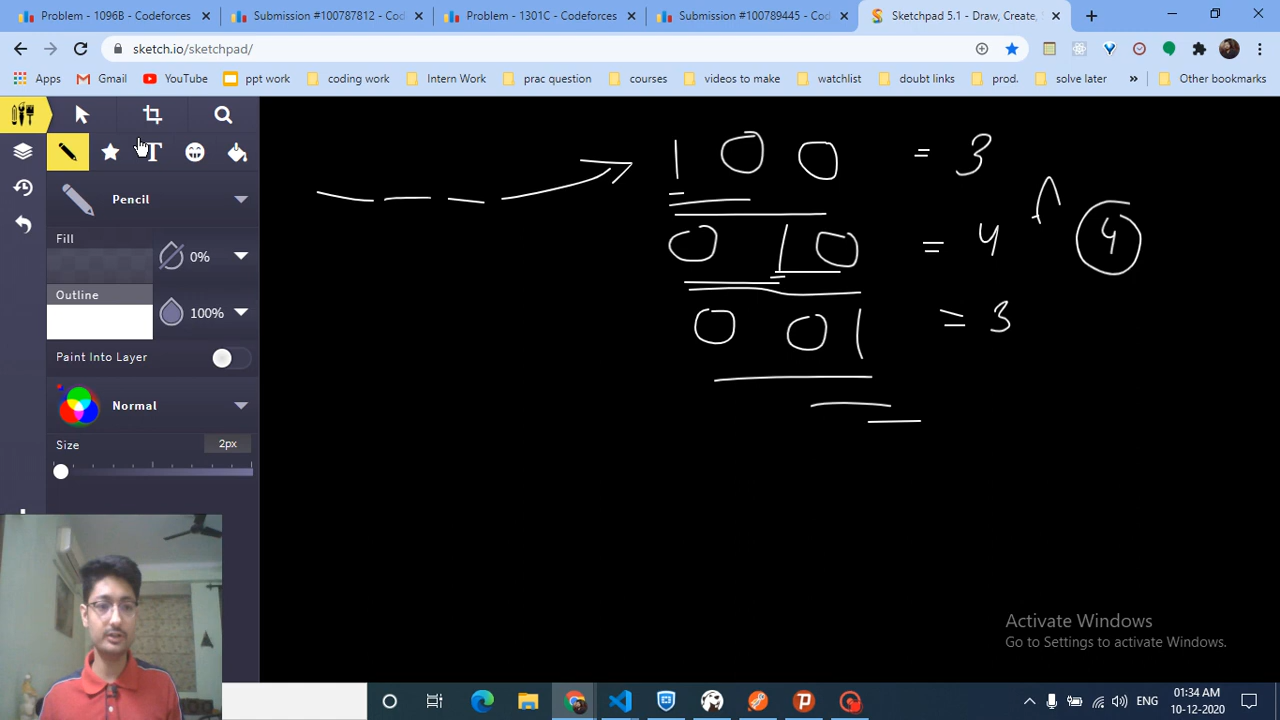 Problem - 1096B - Codeforces
Submission #100787812 - Cod
Problem - 1301C - Codeforces
Submission #100789445 - Cod
Sketchpad 5.1 - Draw, Create, S
sketch.io/sketchpad/
Apps
Gmail
YouTube
ppt work
coding work
Intern Work
prac question
courses
videos to make
watchlist
doubt links
prod.
solve later
»
Other bookmarks
T
Pencil
Fill
0%
Outline
100%
Paint Into Layer
Normal
Size
2px
1 0 0 = 3
0 1 0 = 4 4
0 0 1 = 3
Activate Windows
Go to Settings to activate Windows.
ENG
01:34 AM
10-12-2020